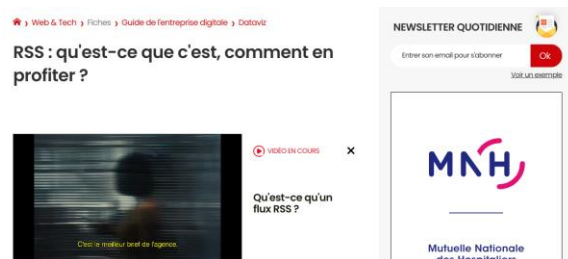 Web & Tech > Fiches > Guide de l'entreprise digitale > Dataviz
RSS : qu'est-ce que c'est, comment en
profiter ?
VIDÉO EN COURS
Qu'est-ce qu'un
flux RSS ?
C'est le meilleur brief de l'agence.
NEWSLETTER QUOTIDIENNE
Entrer son email pour s'abonner
Ok
Voir un exemple
MNH
Mutuelle Nationale
des Hospitaliers